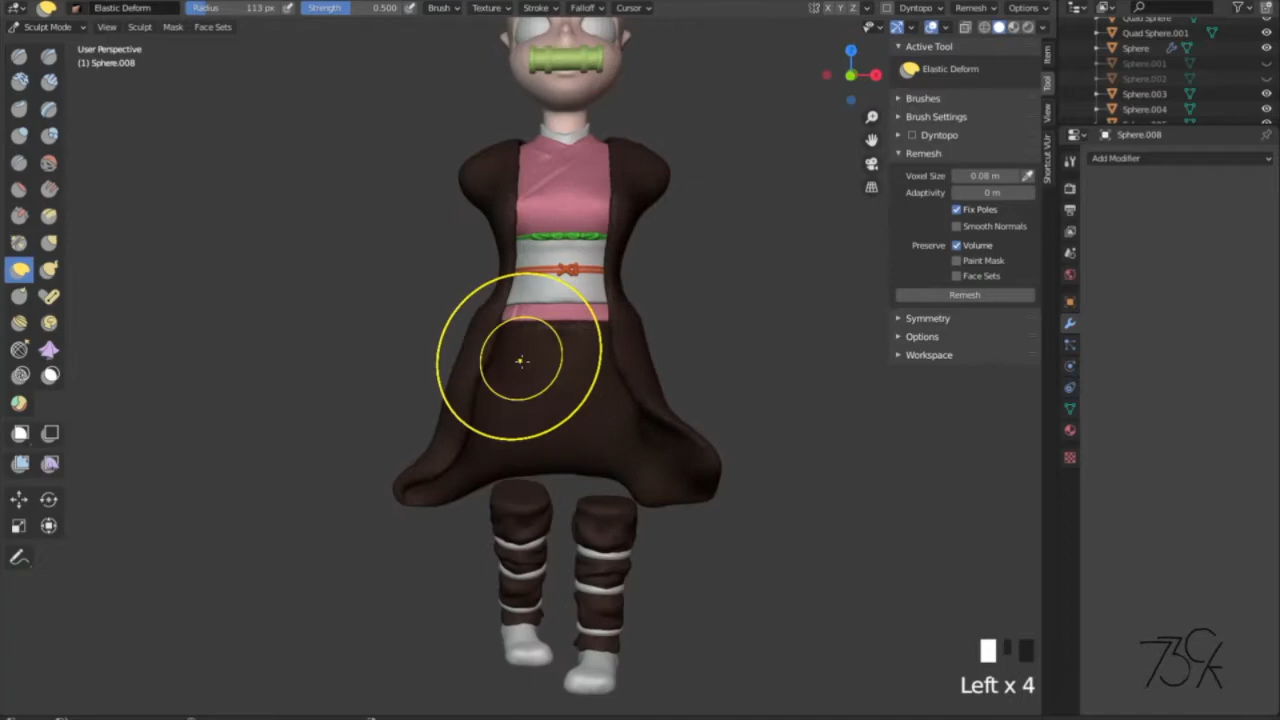 Elastic Deform Radius 113 px Strength 0.500 Brush Texture Stroke Falloff Cursor X Y Z Dyntopo Remesh Options
Sculpt Mode View Sculpt Mask Face Sets
User Perspective
(1) Sphere.008
Active Tool
Elastic Deform
Brushes
Brush Settings
Dyntopo
Remesh
Voxel Size 0.08 m
Adaptivity 0 m
Fix Poles
Smooth Normals
Preserve Volume
Paint Mask
Face Sets
Remesh
Symmetry
Options
Workspace
Item
Tool
View
Quad Sphere
Quad Sphere.001
Sphere
Sphere.001
Sphere.002
Sphere.003
Sphere.004
Sphere.008
Add Modifier
Left x 4